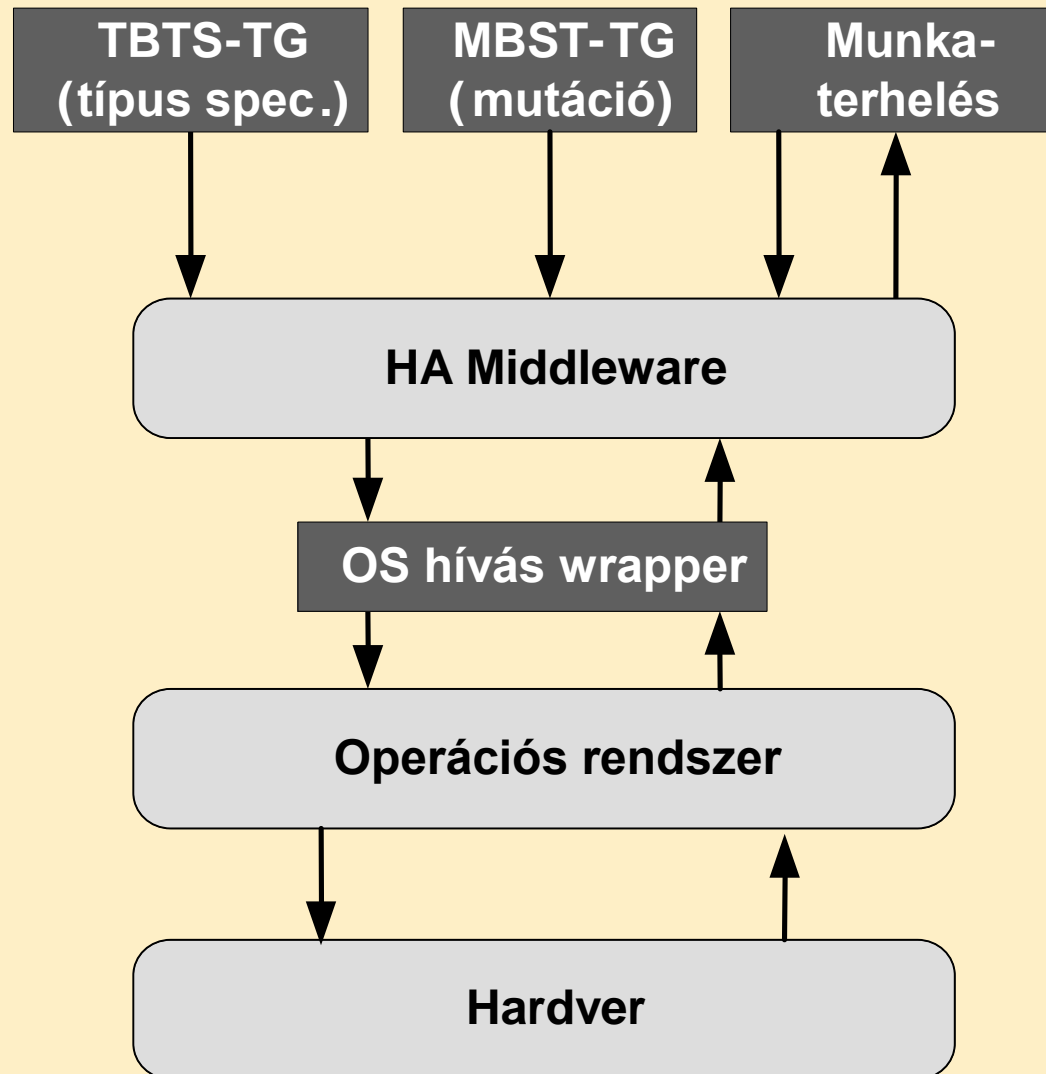 TBTS-TG
(típus spec.)
MBST-TG
(mutáció)
Munka-
terhelés
HA Middleware
OS hívás wrapper
Operációs rendszer
Hardver